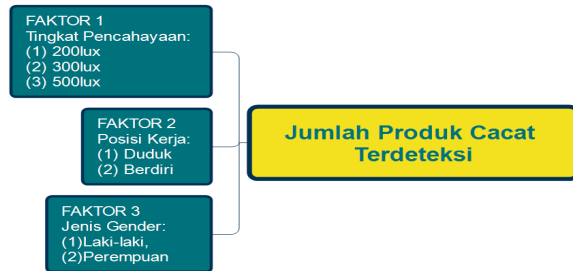 FAKTOR 1
Tingkat Pencahayaan:
(1) 200lux
(2) 300lux
(3) 500lux
FAKTOR 2
Posisi Kerja:
(1) Duduk
(2) Berdiri
FAKTOR 3
Jenis Gender:
(1)Laki-laki,
(2)Perempuan
Jumlah Produk Cacat
Terdeteksi